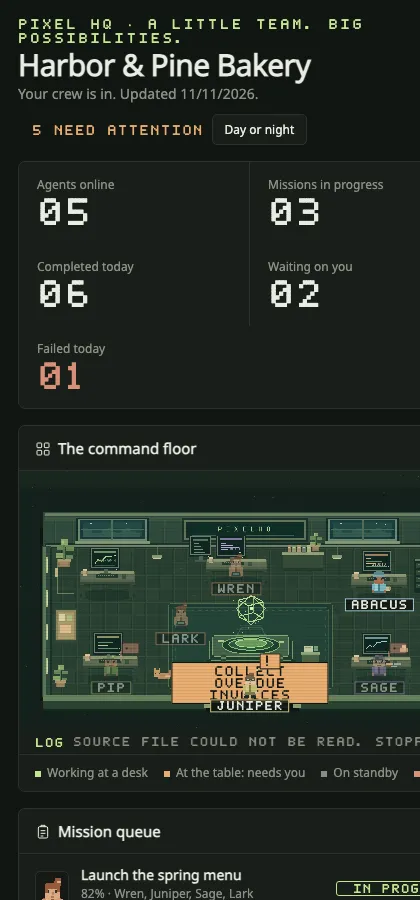 PIXEL HQ · A LITTLE TEAM. BIG
POSSIBILITIES.
Harbor & Pine Bakery
Your crew is in. Updated 11/11/2026.
5 NEED ATTENTION
Day or night
Agents online
05
Missions in progress
03
Completed today
06
Waiting on you
02
Failed today
01
The command floor
PIXELHQ
WREN
ABACUS
LARK
PIP
!
COLLECT
OVERDUE
INVOICES
SAGE
JUNIPER
LOG SOURCE FILE COULD NOT BE READ. STOPP
Working at a desk
At the table: needs you
On standby
Mission queue
Launch the spring menu
82% · Wren, Juniper, Sage, Lark
IN PROG